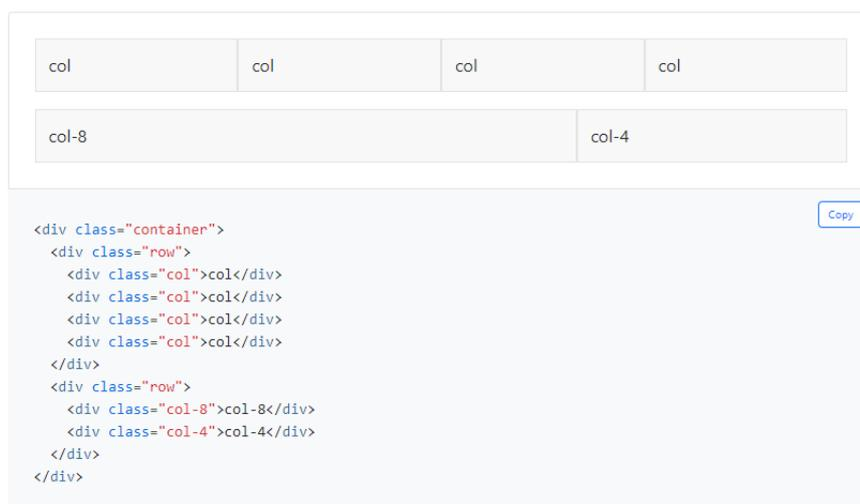 col col col col
col-8 col-4
Copy
<div class="container">
  <div class="row">
    <div class="col">col</div>
    <div class="col">col</div>
    <div class="col">col</div>
    <div class="col">col</div>
  </div>
  <div class="row">
    <div class="col-8">col-8</div>
    <div class="col-4">col-4</div>
  </div>
</div>